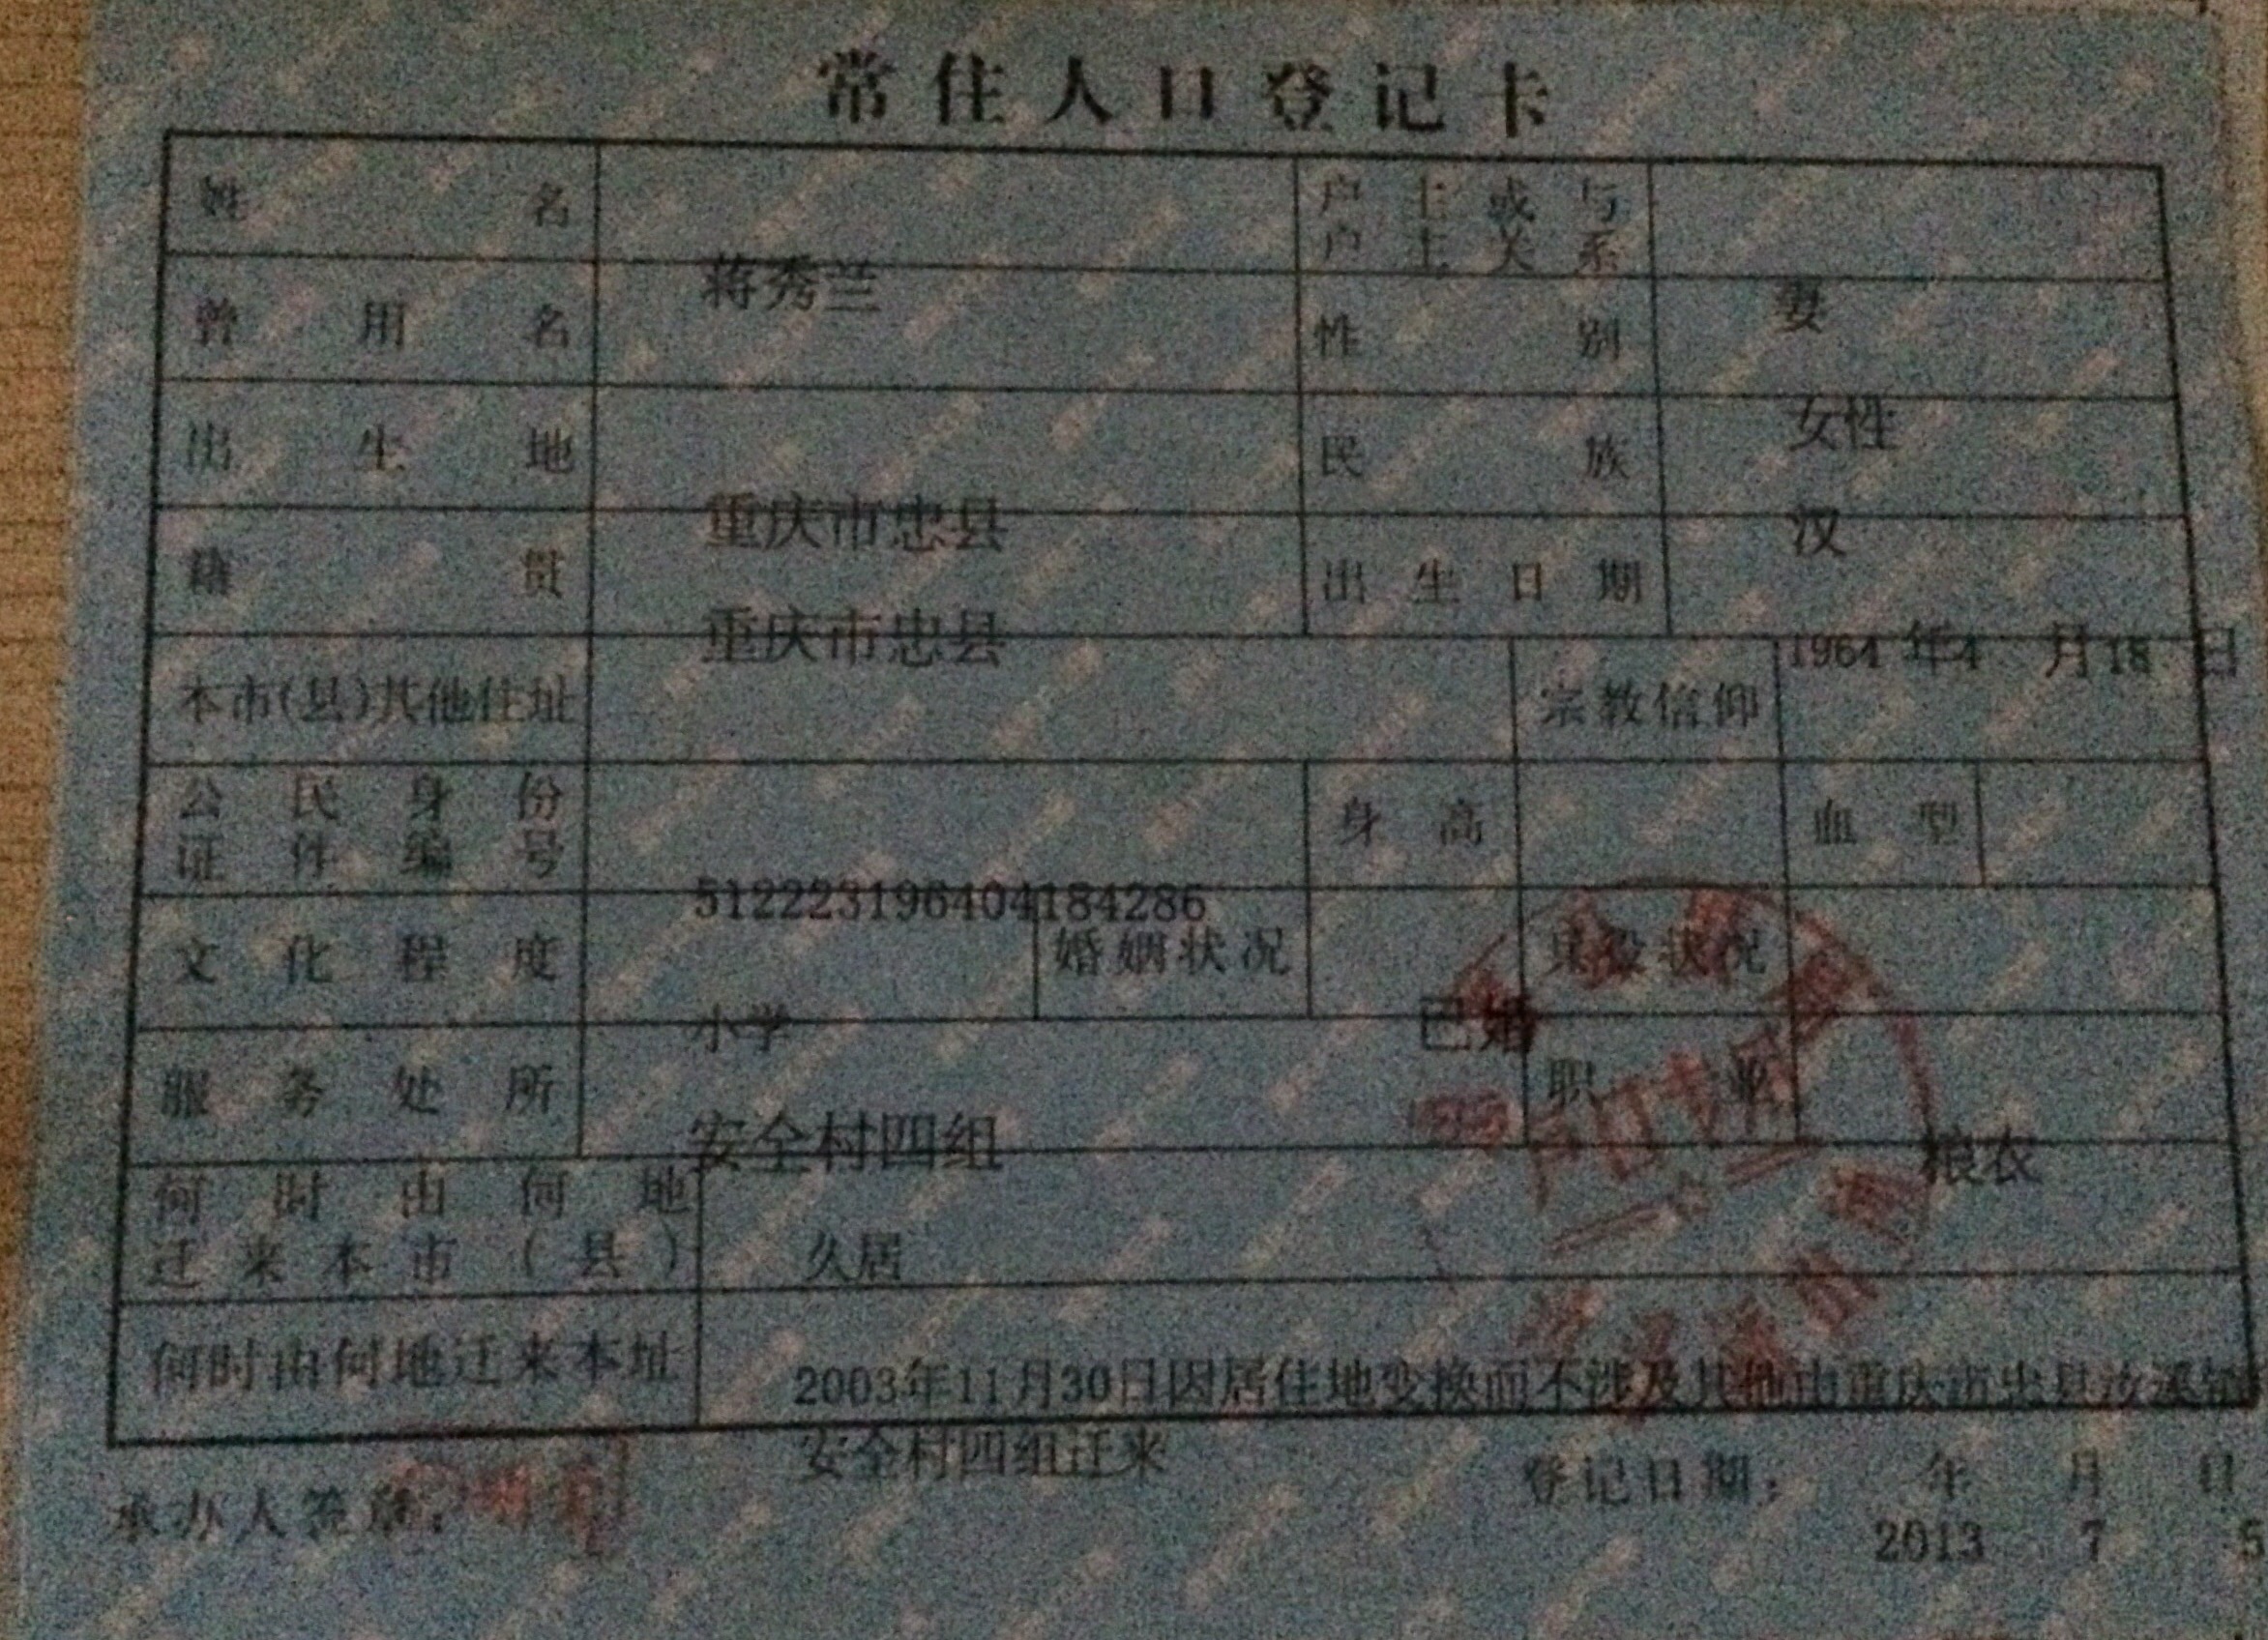 常住人口登记卡
姓名 户主或与户主关系
蒋秀兰 妻
曾用名 性别
女性
出生地 民族
重庆市忠县 汉
籍贯 出生日期
重庆市忠县 1964 年4 月18 日
本市(县)其他住址 宗教信仰
公民身份证件编号 身高 血型
512223196404184286
文化程度 婚姻状况 兵役状况
小学 已婚
服务处所 职业
安全村四组 粮农
何时由何地迁来本市(县) 久居
何时由何地迁来本址 2003年11月30日因居住地变换而不涉及其他由重庆市忠县汝溪镇
安全村四组迁来
承办人签章: 登记日期: 年 月 日
2013 7 5
户口专用